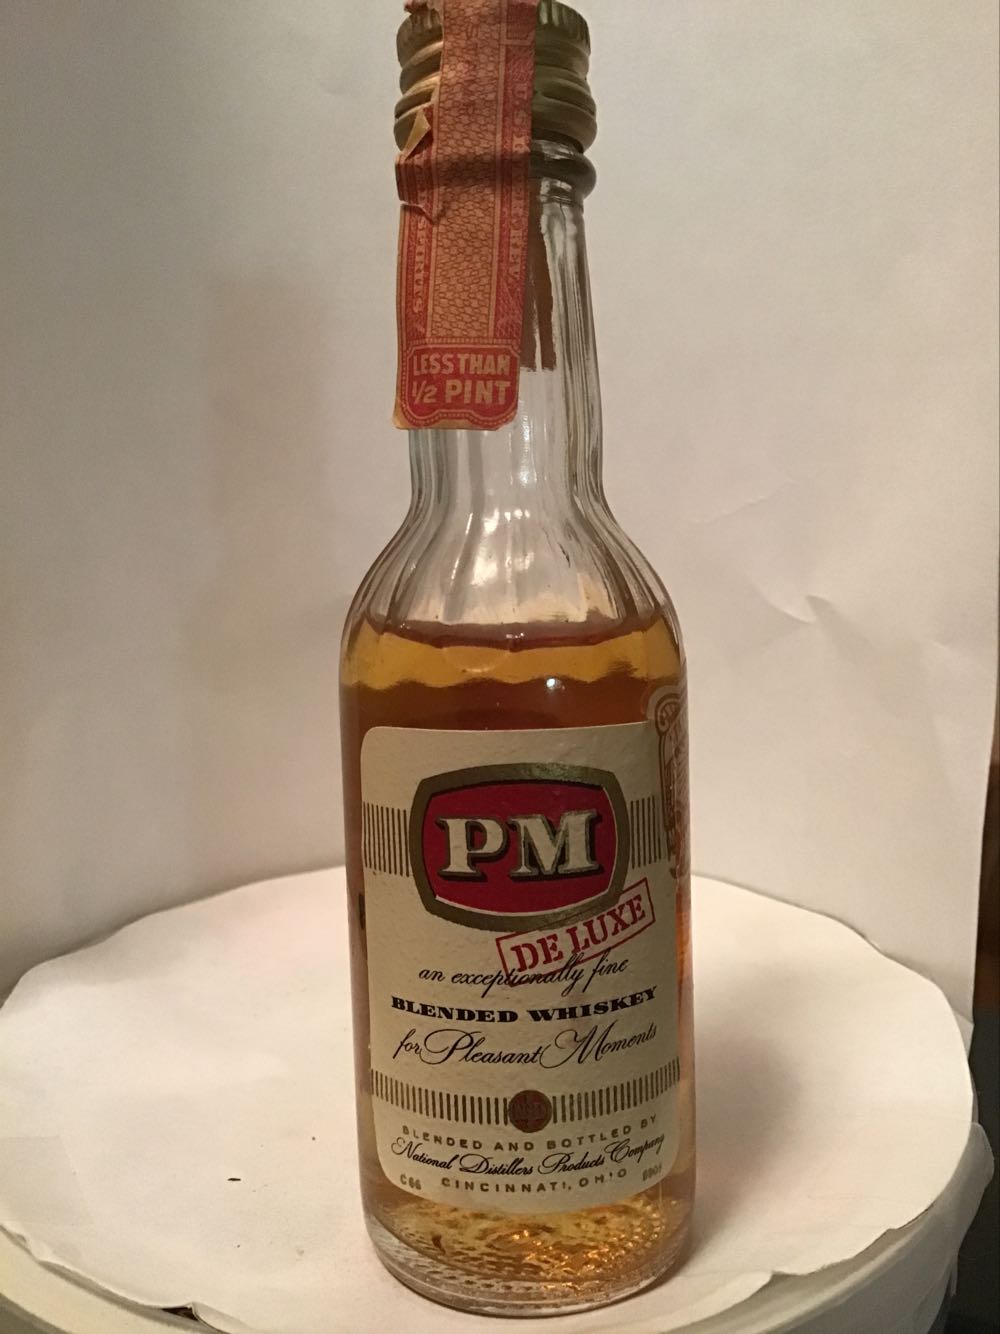 LESS THAN
1/2 PINT
PM
DE LUXE
an exceptionally fine
BLENDED WHISKEY
for Pleasant Moments
BLENDED AND BOTTLED BY
National Distillers Products Company
CINCINNATI, OHIO
C66